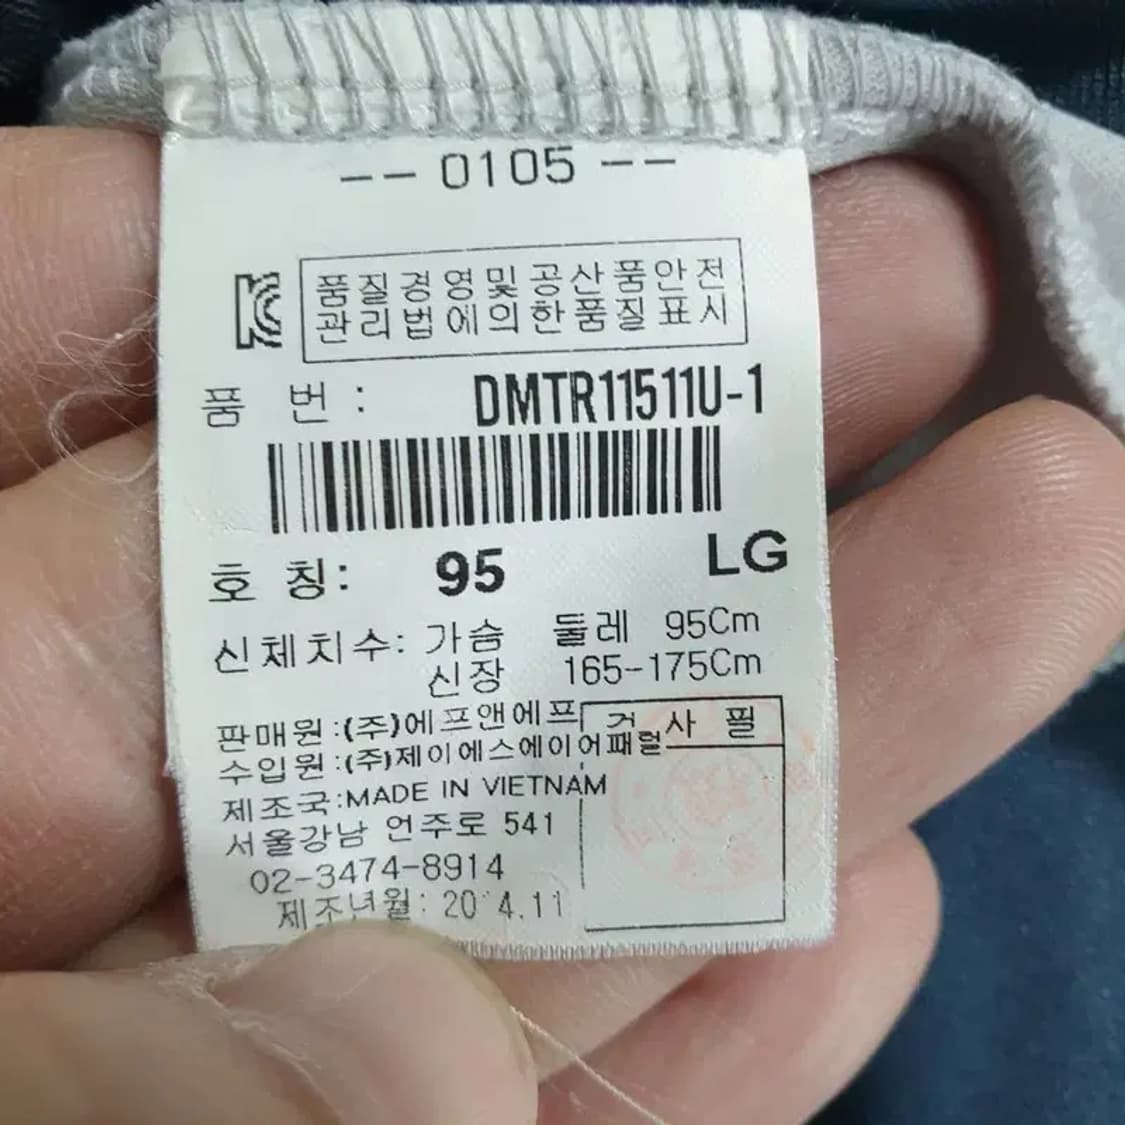 -- 0105 --
품질경영및공산품안전
관리법에의한품질표시
품 번 : DMTR11511U-1
호 칭: 95 LG
신체치수: 가슴 둘레 95Cm
신장 165-175Cm
판매원:(주)에프앤에프
검사필
수입원:(주)제이에스에이어패럴
제조국:MADE IN VIETNAM
서울강남 언주로 541
02-3474-8914
제조년월: